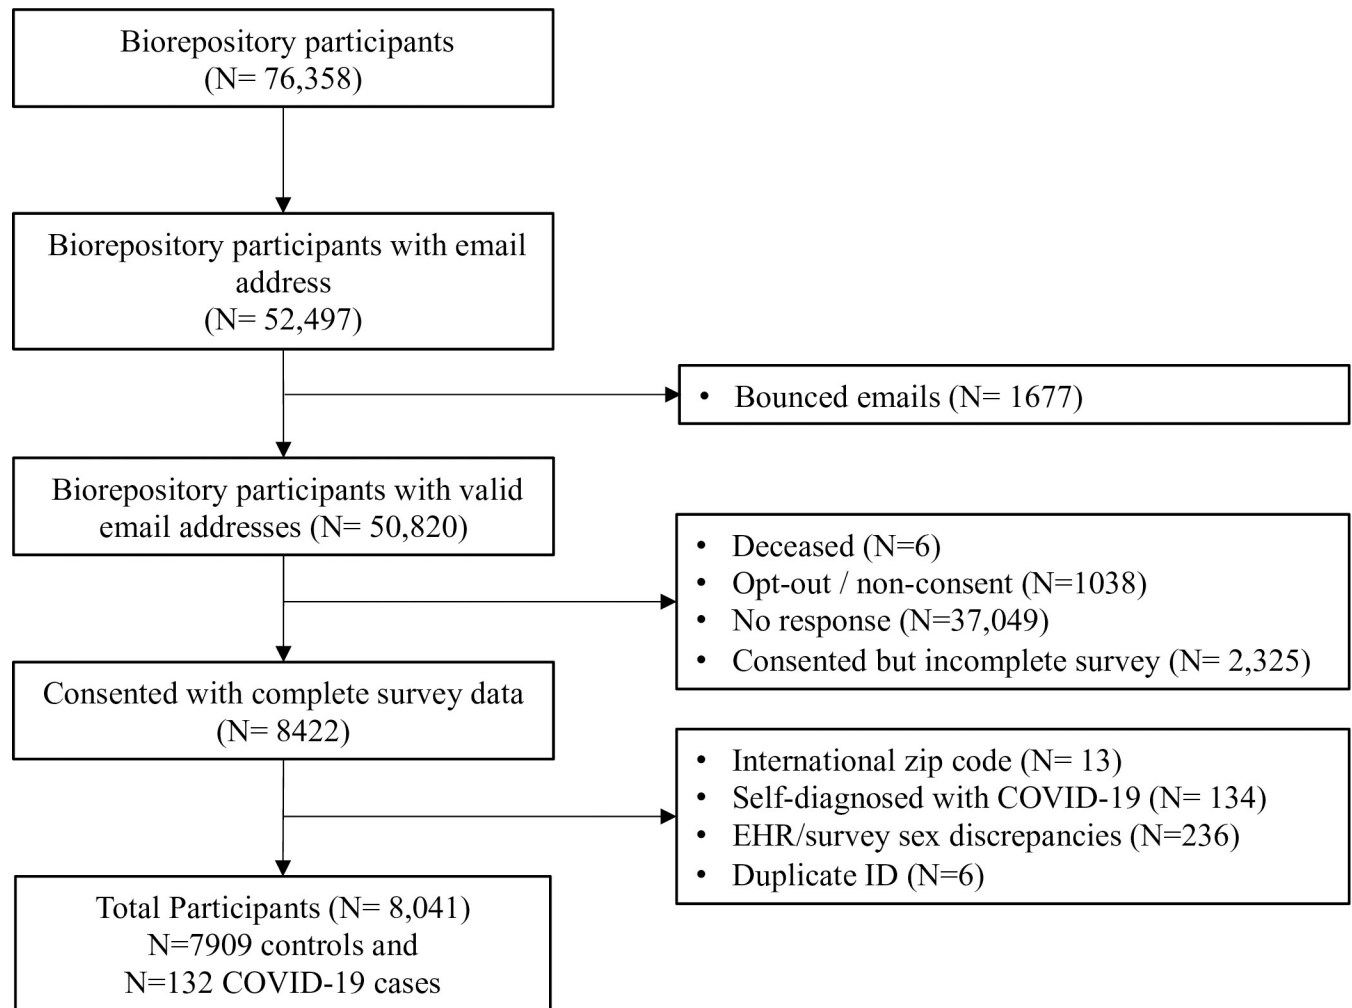 Biorepository participants
(N= 76,358)
Biorepository participants with email
address
(N= 52,497)
• Bounced emails (N= 1677)
Biorepository participants with valid
email addresses (N= 50,820)
• Deceased (N=6)
• Opt-out / non-consent (N=1038)
• No response (N=37,049)
• Consented but incomplete survey (N= 2,325)
Consented with complete survey data
(N= 8422)
• International zip code (N= 13)
• Self-diagnosed with COVID-19 (N= 134)
• EHR/survey sex discrepancies (N=236)
• Duplicate ID (N=6)
Total Participants (N= 8,041)
N=7909 controls and
N=132 COVID-19 cases